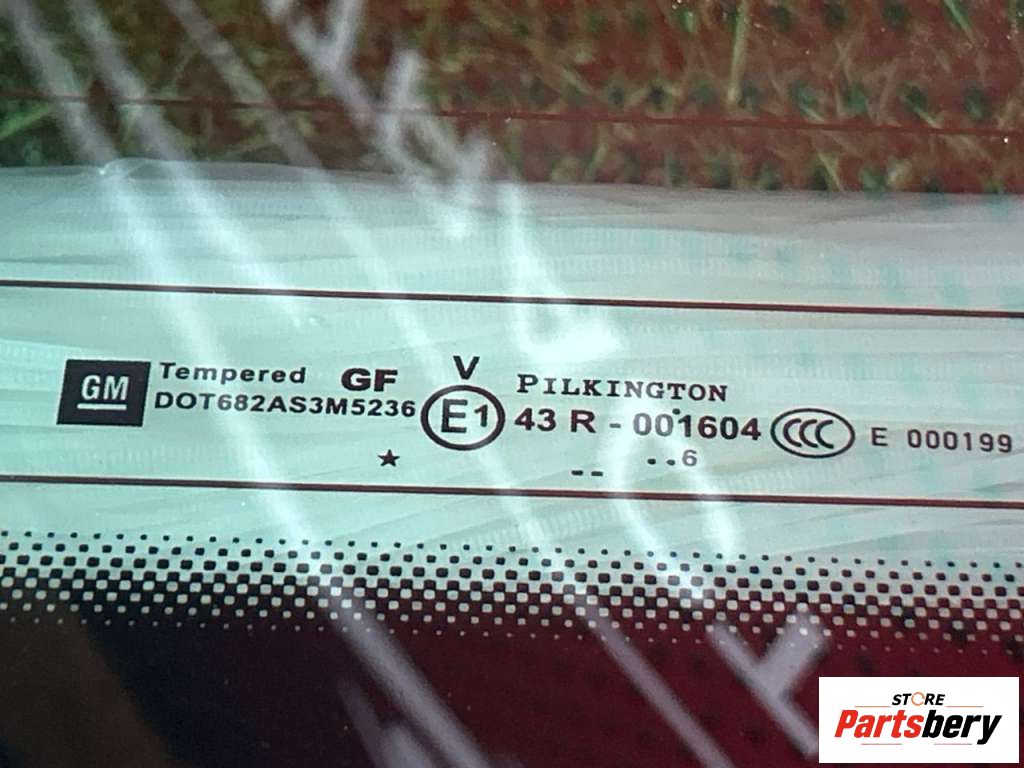 GM
Tempered GF V PILKINGTON
DOT682AS3M5236 E1 43 R - 001604 CCC E 000199
★ -- ...6
STORE
Partsbery